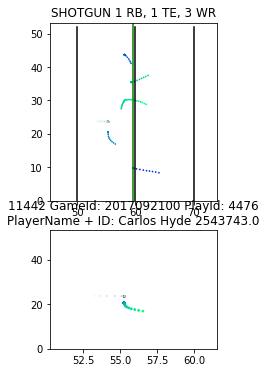 SHOTGUN 1 RB, 1 TE, 3 WR
50
40
30
20
10
0
50 60 70
11442 GameId: 2017092100 PlayId: 4476
PlayerName + ID: Carlos Hyde 2543743.0
40
20
0
52.5 55.0 57.5 60.0